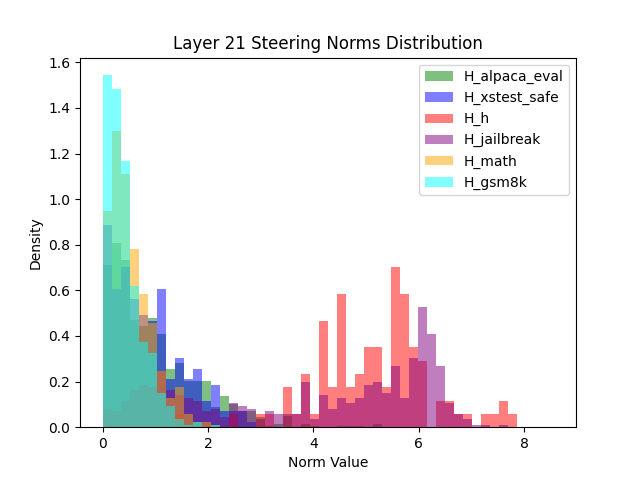 Layer 21 Steering Norms Distribution
H_alpaca_eval
H_xstest_safe
H_h
H_jailbreak
H_math
H_gsm8k
Density
1.6
1.4
1.2
1.0
0.8
0.6
0.4
0.2
0.0
0
2
4
6
8
Norm Value